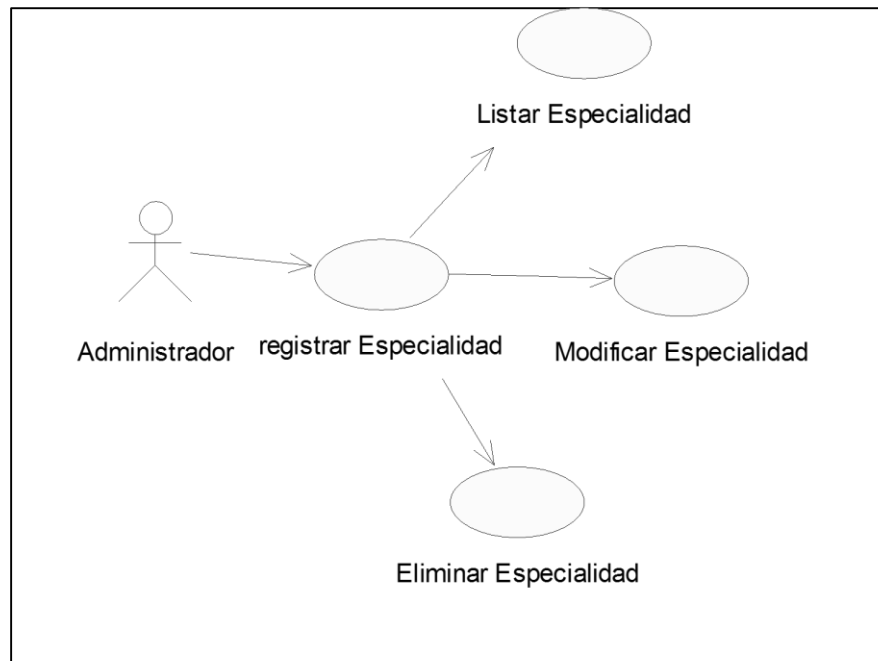 Listar Especialidad
Administrador
registrar Especialidad
Modificar Especialidad
Eliminar Especialidad